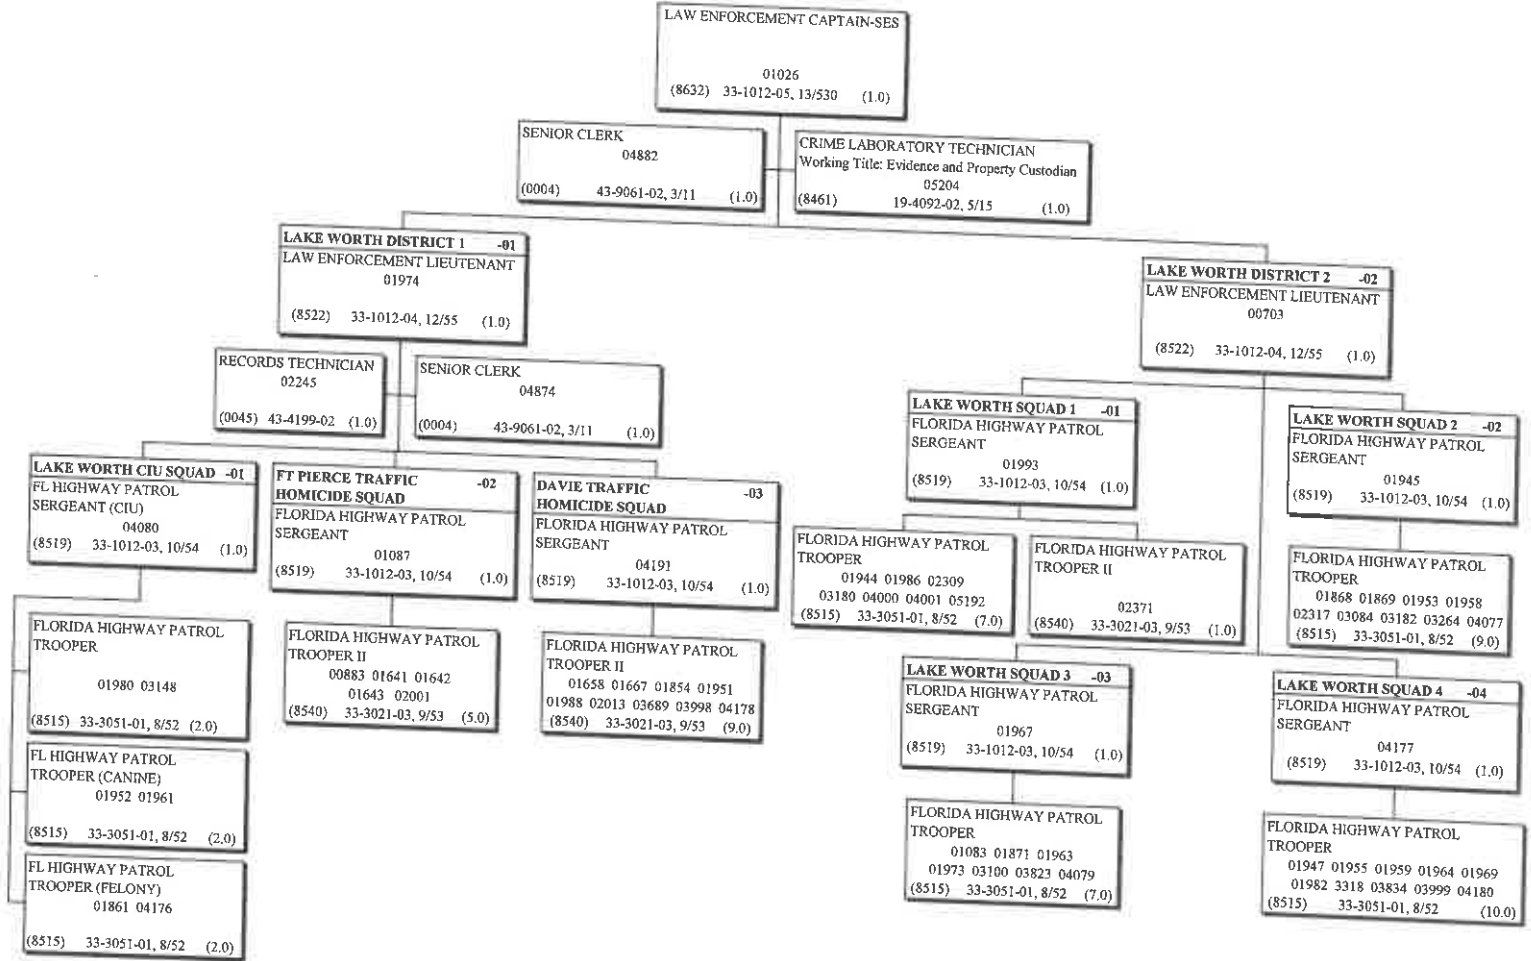 LAW ENFORCEMENT CAPTAIN-SES
01026
(8632) 33-1012-05, 13/530 (1.0)
SENIOR CLERK
04882
(0004) 43-9061-02, 3/11 (1.0)
CRIME LABORATORY TECHNICIAN
Working Title: Evidence and Property Custodian
05204
(8461) 19-4092-02, 5/15 (1.0)
LAKE WORTH DISTRICT 1 -01
LAW ENFORCEMENT LIEUTENANT
01974
(8522) 33-1012-04, 12/55 (1.0)
RECORDS TECHNICIAN
02245
(0045) 43-4199-02 (1.0)
SENIOR CLERK
04874
(0004) 43-9061-02, 3/11 (1.0)
LAKE WORTH CIU SQUAD -01
FL HIGHWAY PATROL
SERGEANT (CIU)
04080
(8519) 33-1012-03, 10/54 (1.0)
FLORIDA HIGHWAY PATROL
TROOPER
01980 03148
(8515) 33-3051-01, 8/52 (2.0)
FL HIGHWAY PATROL
TROOPER (CANINE)
01952 01961
(8515) 33-3051-01, 8/52 (2.0)
FL HIGHWAY PATROL
TROOPER (FELONY)
01861 04176
(8515) 33-3051-01, 8/52 (2.0)
FT PIERCE TRAFFIC -02
HOMICIDE SQUAD
FLORIDA HIGHWAY PATROL
SERGEANT
01087
(8519) 33-1012-03, 10/54 (1.0)
FLORIDA HIGHWAY PATROL
TROOPER II
00883 01641 01642
01643 02001
(8540) 33-3021-03, 9/53 (5.0)
DAVIE TRAFFIC -03
HOMICIDE SQUAD
FLORIDA HIGHWAY PATROL
SERGEANT
04191
(8519) 33-1012-03, 10/54 (1.0)
FLORIDA HIGHWAY PATROL
TROOPER II
01658 01667 01854 01951
01988 02013 03689 03998 04178
(8540) 33-3021-03, 9/53 (9.0)
LAKE WORTH DISTRICT 2 -02
LAW ENFORCEMENT LIEUTENANT
00703
(8522) 33-1012-04, 12/55 (1.0)
LAKE WORTH SQUAD 1 -01
FLORIDA HIGHWAY PATROL
SERGEANT
01993
(8519) 33-1012-03, 10/54 (1.0)
FLORIDA HIGHWAY PATROL
TROOPER
01944 01986 02309
03180 04000 04001 05192
(8515) 33-3051-01, 8/52 (7.0)
FLORIDA HIGHWAY PATROL
TROOPER II
02371
(8540) 33-3021-03, 9/53 (1.0)
LAKE WORTH SQUAD 2 -02
FLORIDA HIGHWAY PATROL
SERGEANT
01945
(8519) 33-1012-03, 10/54 (1.0)
FLORIDA HIGHWAY PATROL
TROOPER
01868 01869 01953 01958
02317 03084 03182 03264 04077
(8515) 33-3051-01, 8/52 (9.0)
LAKE WORTH SQUAD 3 -03
FLORIDA HIGHWAY PATROL
SERGEANT
01967
(8519) 33-1012-03, 10/54 (1.0)
FLORIDA HIGHWAY PATROL
TROOPER
01083 01871 01963
01973 03100 03823 04079
(8515) 33-3051-01, 8/52 (7.0)
LAKE WORTH SQUAD 4 -04
FLORIDA HIGHWAY PATROL
SERGEANT
04177
(8519) 33-1012-03, 10/54 (1.0)
FLORIDA HIGHWAY PATROL
TROOPER
01947 01955 01959 01964 01969
01982 3318 03834 03999 04180
(8515) 33-3051-01, 8/52 (10.0)